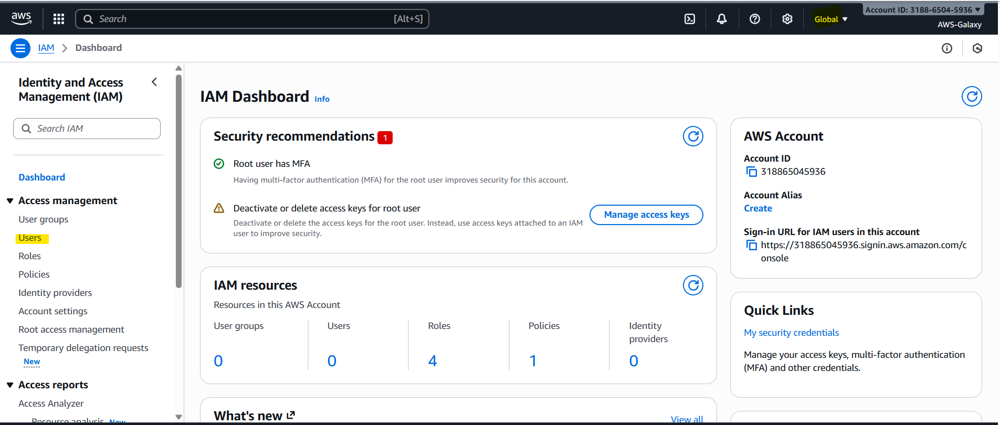 aws
Search
[Alt+S]
Global
Account ID: 3188-6504-5936
AWS-Galaxy
IAM
Dashboard
Identity and Access
Management (IAM)
Search IAM
Dashboard
Access management
User groups
Users
Roles
Policies
Identity providers
Account settings
Root access management
Temporary delegation requests
New
Access reports
Access Analyzer
Resource analysis New
IAM Dashboard Info
Security recommendations 1
Root user has MFA
Having multi-factor authentication (MFA) for the root user improves security for this account.
Deactivate or delete access keys for root user
Deactivate or delete the access keys for the root user. Instead, use access keys attached to an IAM
user to improve security.
Manage access keys
IAM resources
Resources in this AWS Account
User groups
0
Users
0
Roles
4
Policies
1
Identity
providers
0
What's new
View all
AWS Account
Account ID
318865045936
Account Alias
Create
Sign-in URL for IAM users in this account
https://318865045936.signin.aws.amazon.com/c
onsole
Quick Links
My security credentials
Manage your access keys, multi-factor authentication
(MFA) and other credentials.